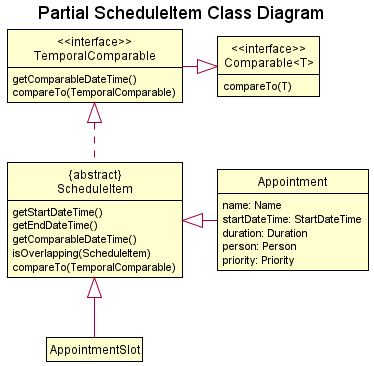 Partial ScheduleItem Class Diagram
<<interface>>
TemporalComparable
getComparableDateTime()
compareTo(TemporalComparable)
<<interface>>
Comparable<T>
compareTo(T)
{abstract}
ScheduleItem
getStartDateTime()
getEndDateTime()
getComparableDateTime()
isOverlapping(ScheduleItem)
compareTo(TemporalComparable)
Appointment
name: Name
startDateTime: StartDateTime
duration: Duration
person: Person
priority: Priority
AppointmentSlot